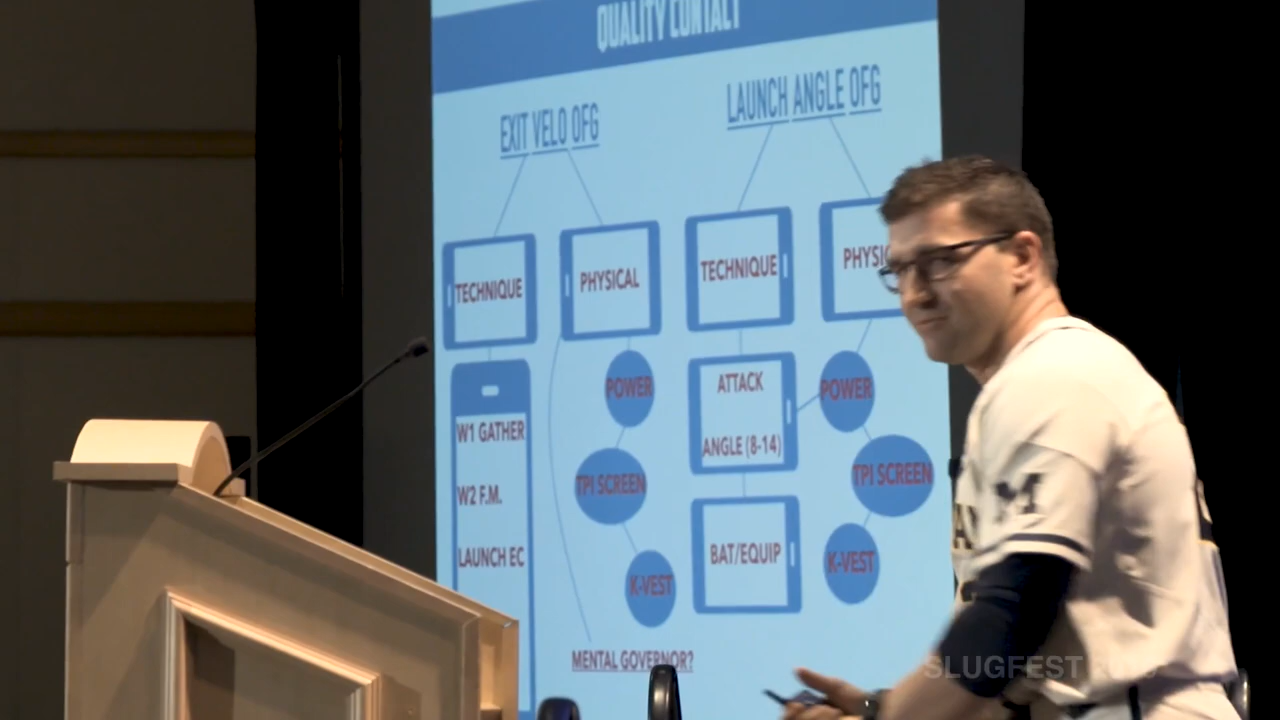 QUALITY CONTACT
EXIT VELO OFG
LAUNCH ANGLE OFG
TECHNIQUE
PHYSICAL
TECHNIQUE
POWER
ATTACK
ANGLE (8-14)
POWER
W1 GATHER
W2 F.M.
LAUNCH EC
TPI SCREEN
TPI SCREEN
K-VEST
BAT/EQUIP
K-VEST
MENTAL GOVERNOR?
M
SLUGFEST